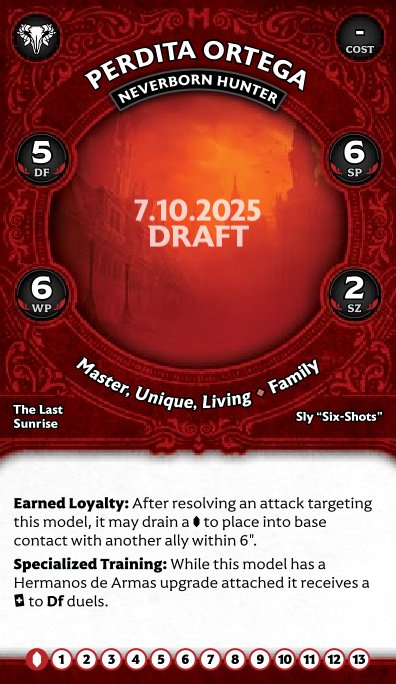 -
COST
PERDITA ORTEGA
NEVERBORN HUNTER
5
DF
6
SP
7.10.2025
DRAFT
6
WP
2
SZ
Master, Unique, Living ♦ Family
The Last
Sunrise
Sly “Six-Shots”
Earned Loyalty: After resolving an attack targeting
this model, it may drain a to place into base
contact with another ally within 6".
Specialized Training: While this model has a
Hermanos de Armas upgrade attached it receives a
to Df duels.
1 2 3 4 5 6 7 8 9 10 11 12 13